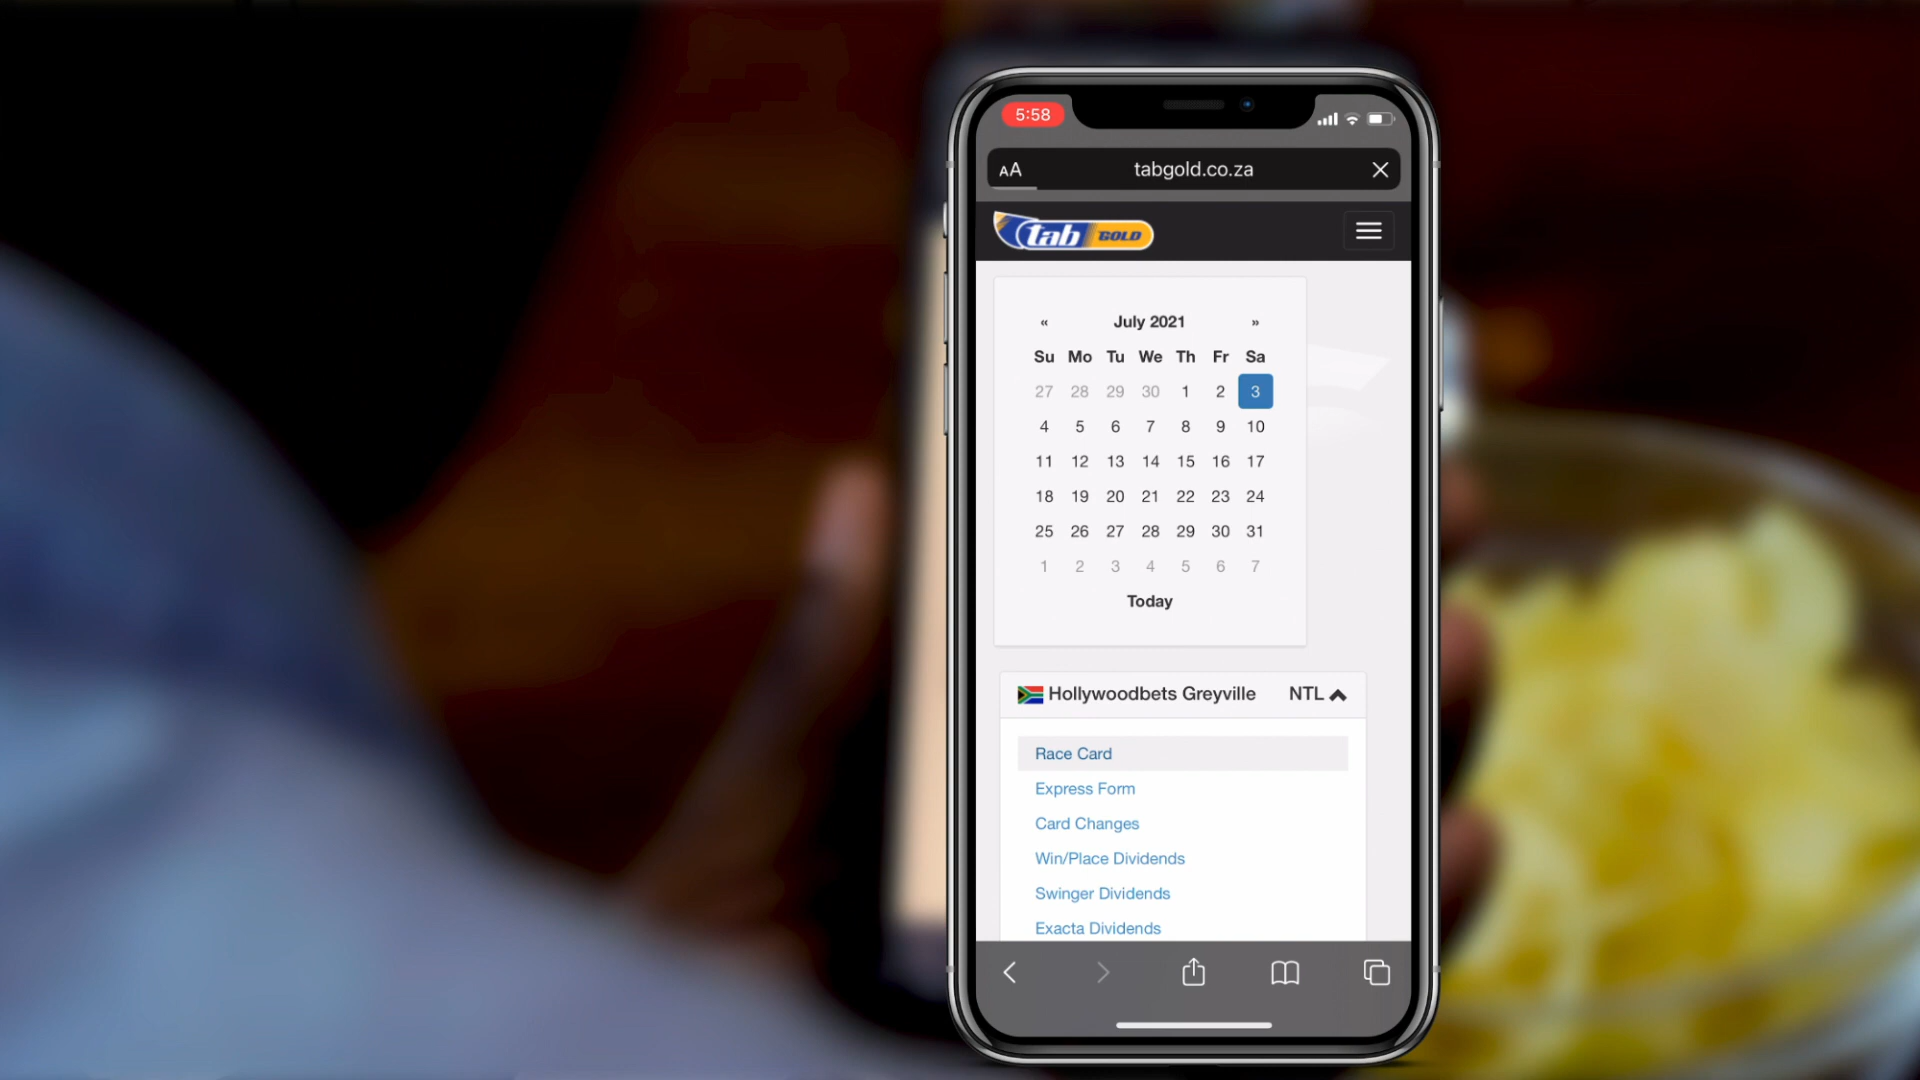 5:58
AA tabgold.co.za
tab GOLD
« July 2021 »
Su Mo Tu We Th Fr Sa
27 28 29 30 1 2 3
4 5 6 7 8 9 10
11 12 13 14 15 16 17
18 19 20 21 22 23 24
25 26 27 28 29 30 31
1 2 3 4 5 6 7
Today
Hollywoodbets Greyville NTL
Race Card
Express Form
Card Changes
Win/Place Dividends
Swinger Dividends
Exacta Dividends